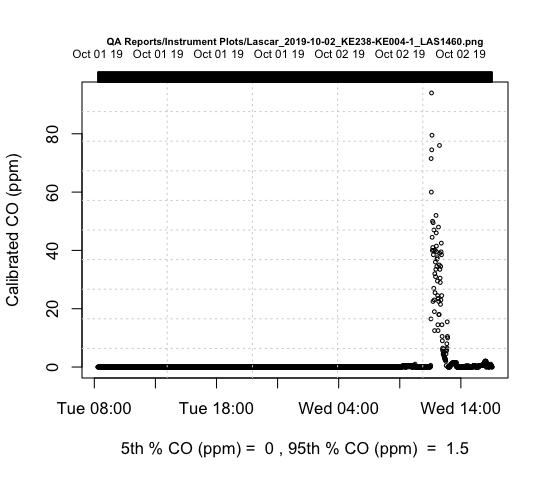 QA Reports/Instrument Plots/Lascar_2019-10-02_KE238-KE004-1_LAS1460.png
Oct 01 19 Oct 01 19 Oct 01 19 Oct 01 19 Oct 02 19 Oct 02 19 Oct 02 19
Calibrated CO (ppm)
80
60
40
20
0
Tue 08:00 Tue 18:00 Wed 04:00 Wed 14:00
5th % CO (ppm) = 0 , 95th % CO (ppm) = 1.5